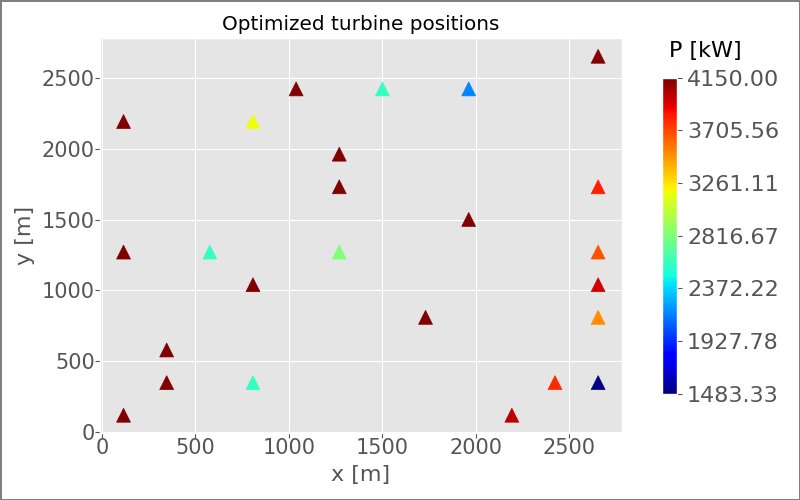 Optimized turbine positions
P [kW]
4150.00
3705.56
3261.11
2816.67
2372.22
1927.78
1483.33
y [m]
2500
2000
1500
1000
500
0
0 500 1000 1500 2000 2500
x [m]